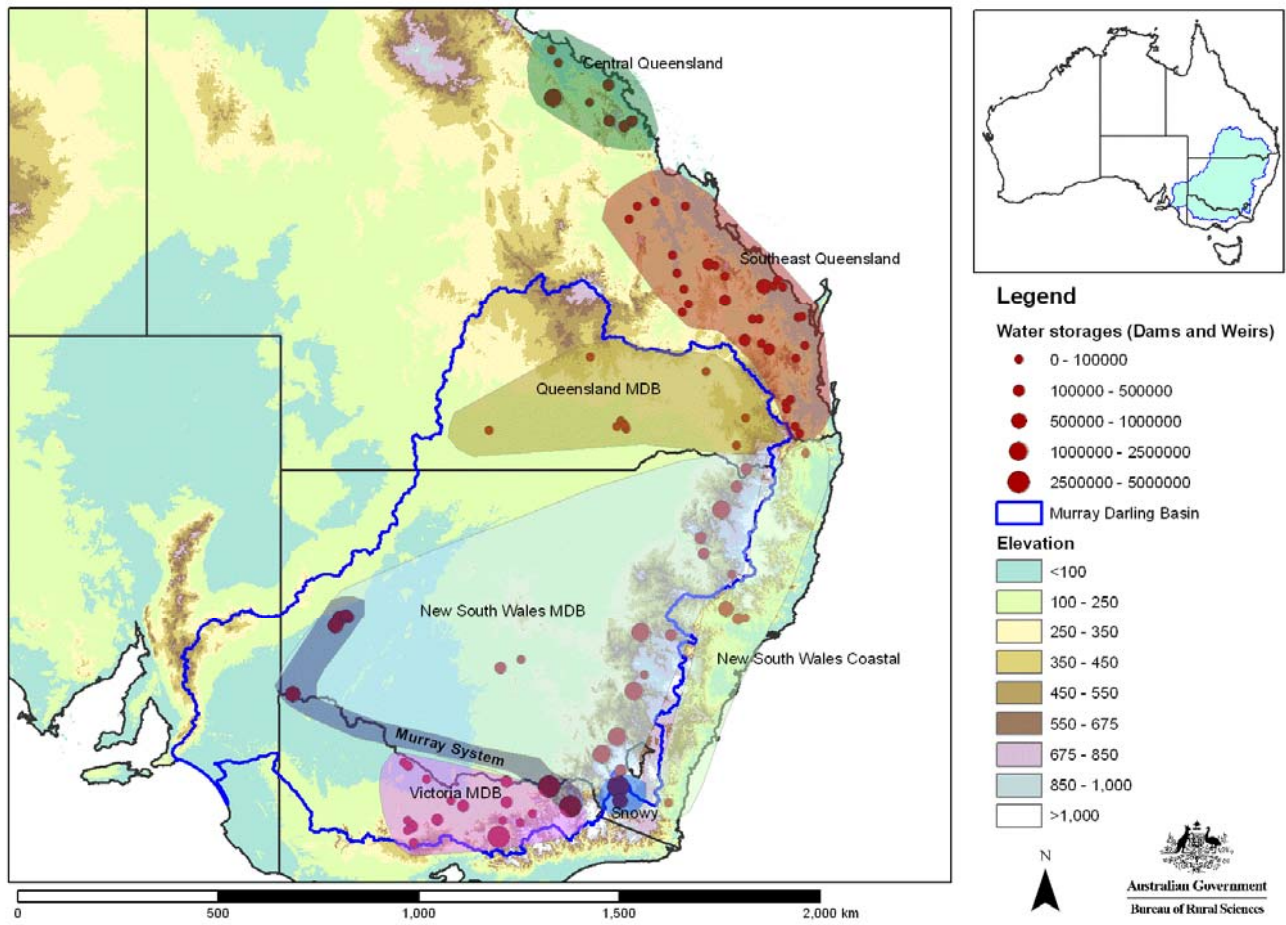 Central Queensland
Southeast Queensland
Queensland MDB
New South Wales MDB
New South Wales Coastal
Murray System
Victoria MDB
Snowy
0 500 1,000 1,500 2,000 km
Legend
Water storages (Dams and Weirs)
0 - 100000
100000 - 500000
500000 - 1000000
1000000 - 2500000
2500000 - 5000000
Murray Darling Basin
Elevation
<100
100 - 250
250 - 350
350 - 450
450 - 550
550 - 675
675 - 850
850 - 1,000
>1,000
N
Australian Government
Bureau of Rural Sciences